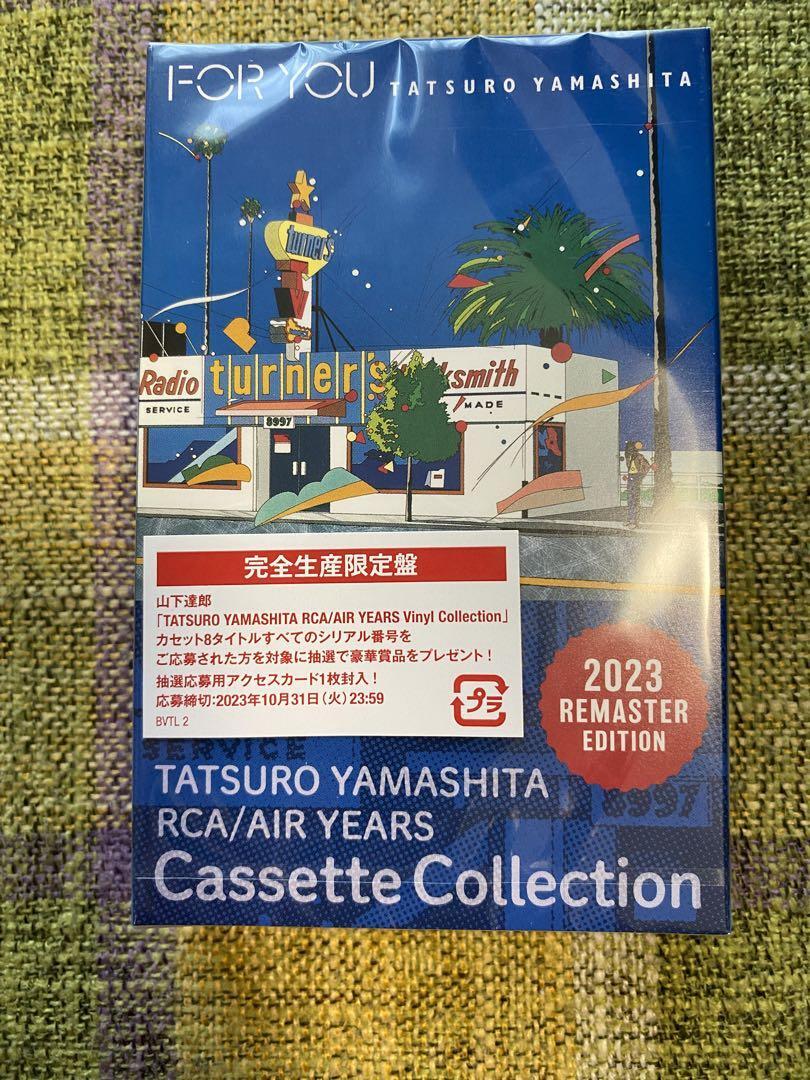 FOR YOU TATSURO YAMASHITA
turner's
Radio turner's smith
SERVICE
MADE
8997
完全生産限定盤
山下達郎
「TATSURO YAMASHITA RCA/AIR YEARS Vinyl Collection」
カセット8タイトルすべてのシリアル番号を
ご応募された方を対象に抽選で豪華賞品をプレゼント！
抽選応募用アクセスカード1枚封入！
応募締切：2023年10月31日（火）23:59
BVTL 2
プラ
2023
REMASTER
EDITION
SERVICE
8997
TATSURO YAMASHITA
RCA/AIR YEARS
Cassette Collection